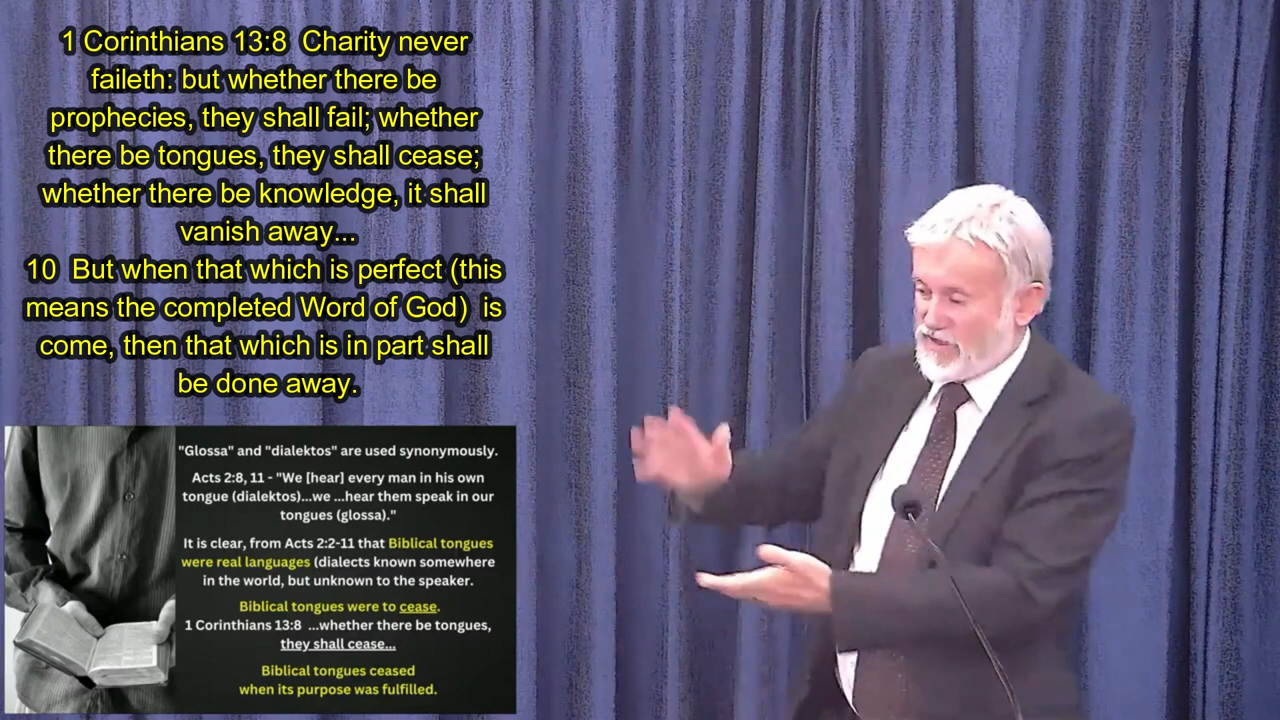 1 Corinthians 13:8  Charity never
faileth: but whether there be
prophecies, they shall fail; whether
there be tongues, they shall cease;
whether there be knowledge, it shall
vanish away...
10  But when that which is perfect (this
means the completed Word of God)  is
come, then that which is in part shall
be done away.
"Glossa" and "dialektos" are used synonymously.
Acts 2:8, 11 - "We [hear] every man in his own
tongue (dialektos)...we ...hear them speak in our
tongues (glossa)."
It is clear, from Acts 2:2-11 that Biblical tongues
were real languages (dialects known somewhere
in the world, but unknown to the speaker.
Biblical tongues were to cease.
1 Corinthians 13:8  ...whether there be tongues,
they shall cease...
Biblical tongues ceased
when its purpose was fulfilled.